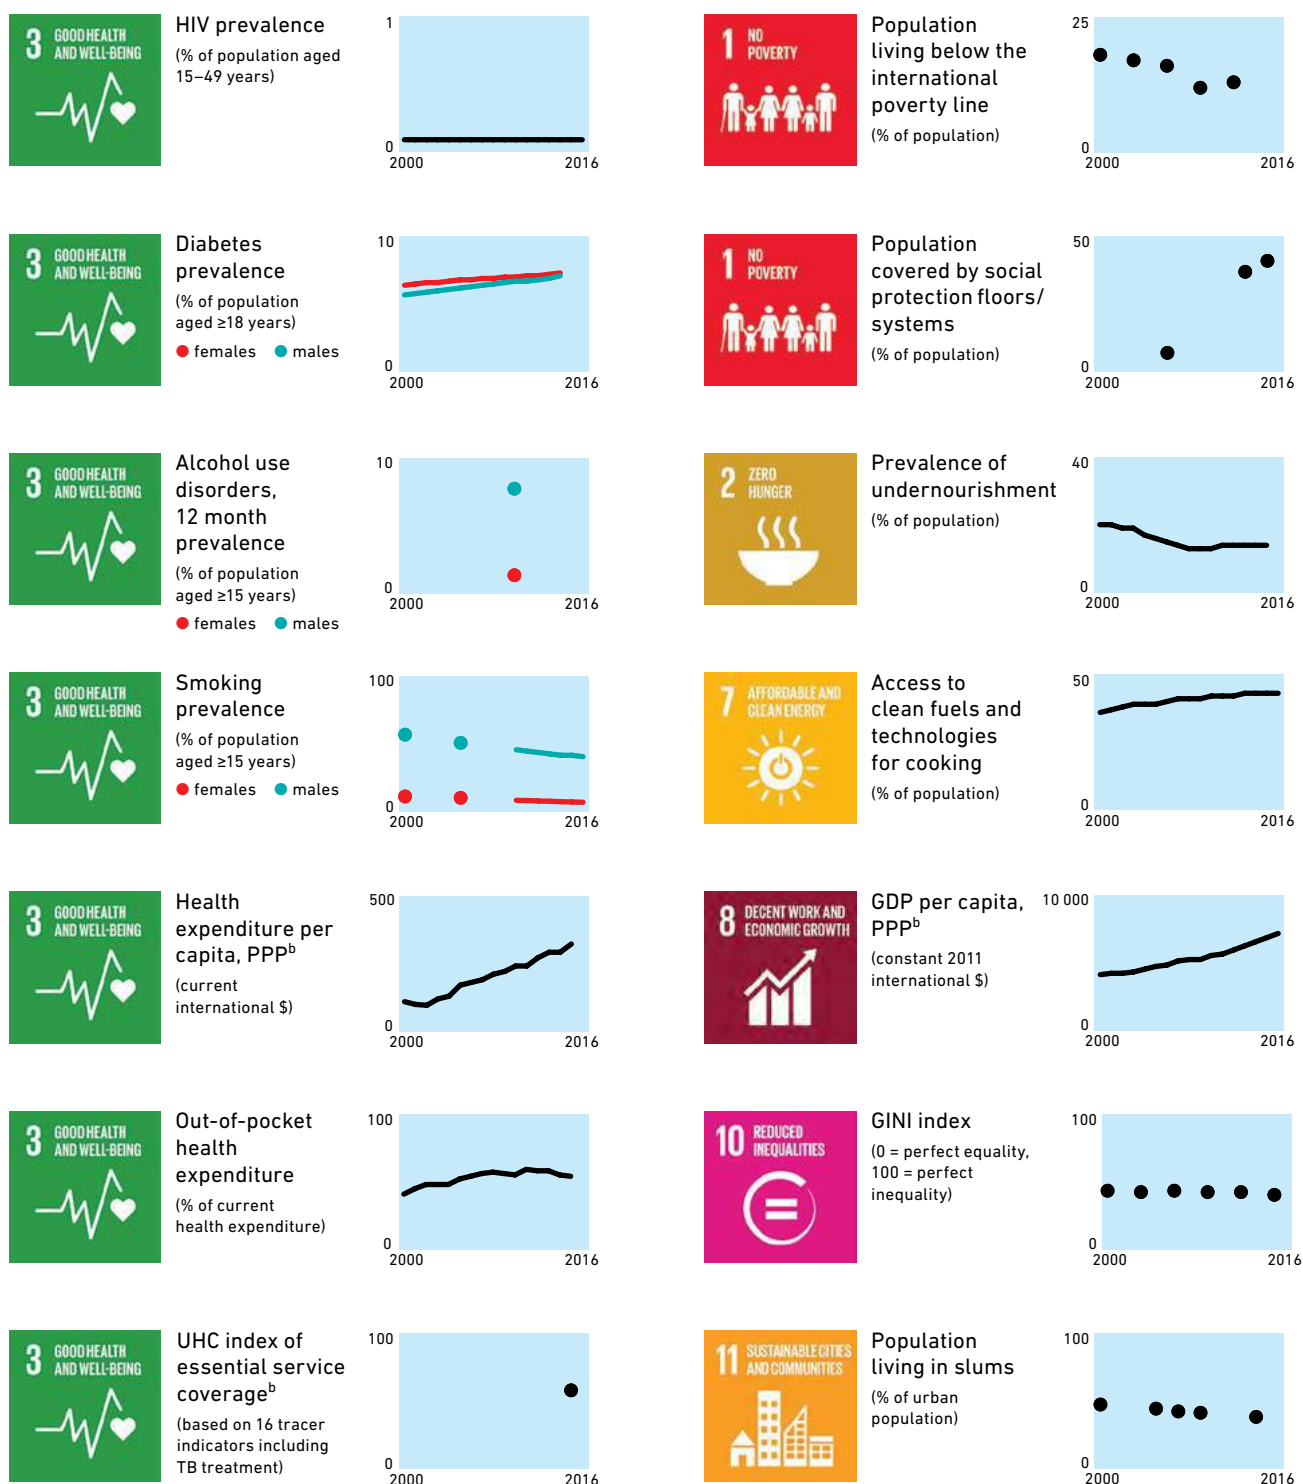 3 GOOD HEALTH
AND WELL-BEING
HIV prevalence
(% of population aged
15–49 years)
1
0
2000 2016
1 NO
POVERTY
Population
living below the
international
poverty line
(% of population)
25
0
2000 2016
3 GOOD HEALTH
AND WELL-BEING
Diabetes
prevalence
(% of population
aged ≥18 years)
females males
10
0
2000 2016
1 NO
POVERTY
Population
covered by social
protection floors/
systems
(% of population)
50
0
2000 2016
3 GOOD HEALTH
AND WELL-BEING
Alcohol use
disorders,
12 month
prevalence
(% of population
aged ≥15 years)
females males
10
0
2000 2016
2 ZERO
HUNGER
Prevalence of
undernourishment
(% of population)
40
0
2000 2016
3 GOOD HEALTH
AND WELL-BEING
Smoking
prevalence
(% of population
aged ≥15 years)
females males
100
0
2000 2016
7 AFFORDABLE AND
CLEAN ENERGY
Access to
clean fuels and
technologies
for cooking
(% of population)
50
0
2000 2016
3 GOOD HEALTH
AND WELL-BEING
Health
expenditure per
capita, PPPᵇ
(current
international $)
500
0
2000 2016
8 DECENT WORK AND
ECONOMIC GROWTH
GDP per capita,
PPPᵇ
(constant 2011
international $)
10 000
0
2000 2016
3 GOOD HEALTH
AND WELL-BEING
Out-of-pocket
health
expenditure
(% of current
health expenditure)
100
0
2000 2016
10 REDUCED
INEQUALITIES
GINI index
(0 = perfect equality,
100 = perfect
inequality)
100
0
2000 2016
3 GOOD HEALTH
AND WELL-BEING
UHC index of
essential service
coverageᵇ
(based on 16 tracer
indicators including
TB treatment)
100
0
2000 2016
11 SUSTAINABLE CITIES
AND COMMUNITIES
Population
living in slums
(% of urban
population)
100
0
2000 2016